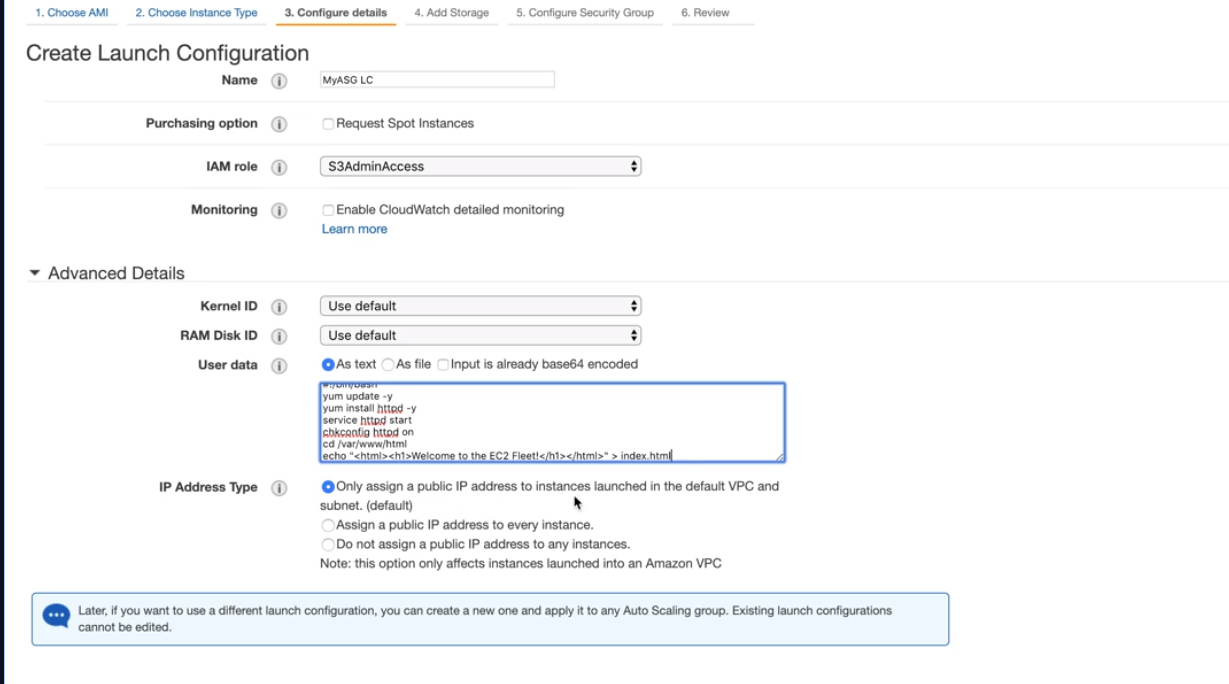 1. Choose AMI 2. Choose Instance Type 3. Configure details 4. Add Storage 5. Configure Security Group 6. Review
Create Launch Configuration
Name i MyASG LC
Purchasing option i Request Spot Instances
IAM role i S3AdminAccess
Monitoring i Enable CloudWatch detailed monitoring
Learn more
Advanced Details
Kernel ID i Use default
RAM Disk ID i Use default
User data i As text As file Input is already base64 encoded
#!/bin/bash
yum update -y
yum install httpd -y
service httpd start
chkconfig httpd on
cd /var/www/html
echo "<html><h1>Welcome to the EC2 Fleet!</h1></html>" > index.html
IP Address Type i Only assign a public IP address to instances launched in the default VPC and
subnet. (default)
Assign a public IP address to every instance.
Do not assign a public IP address to any instances.
Note: this option only affects instances launched into an Amazon VPC
Later, if you want to use a different launch configuration, you can create a new one and apply it to any Auto Scaling group. Existing launch configurations
cannot be edited.